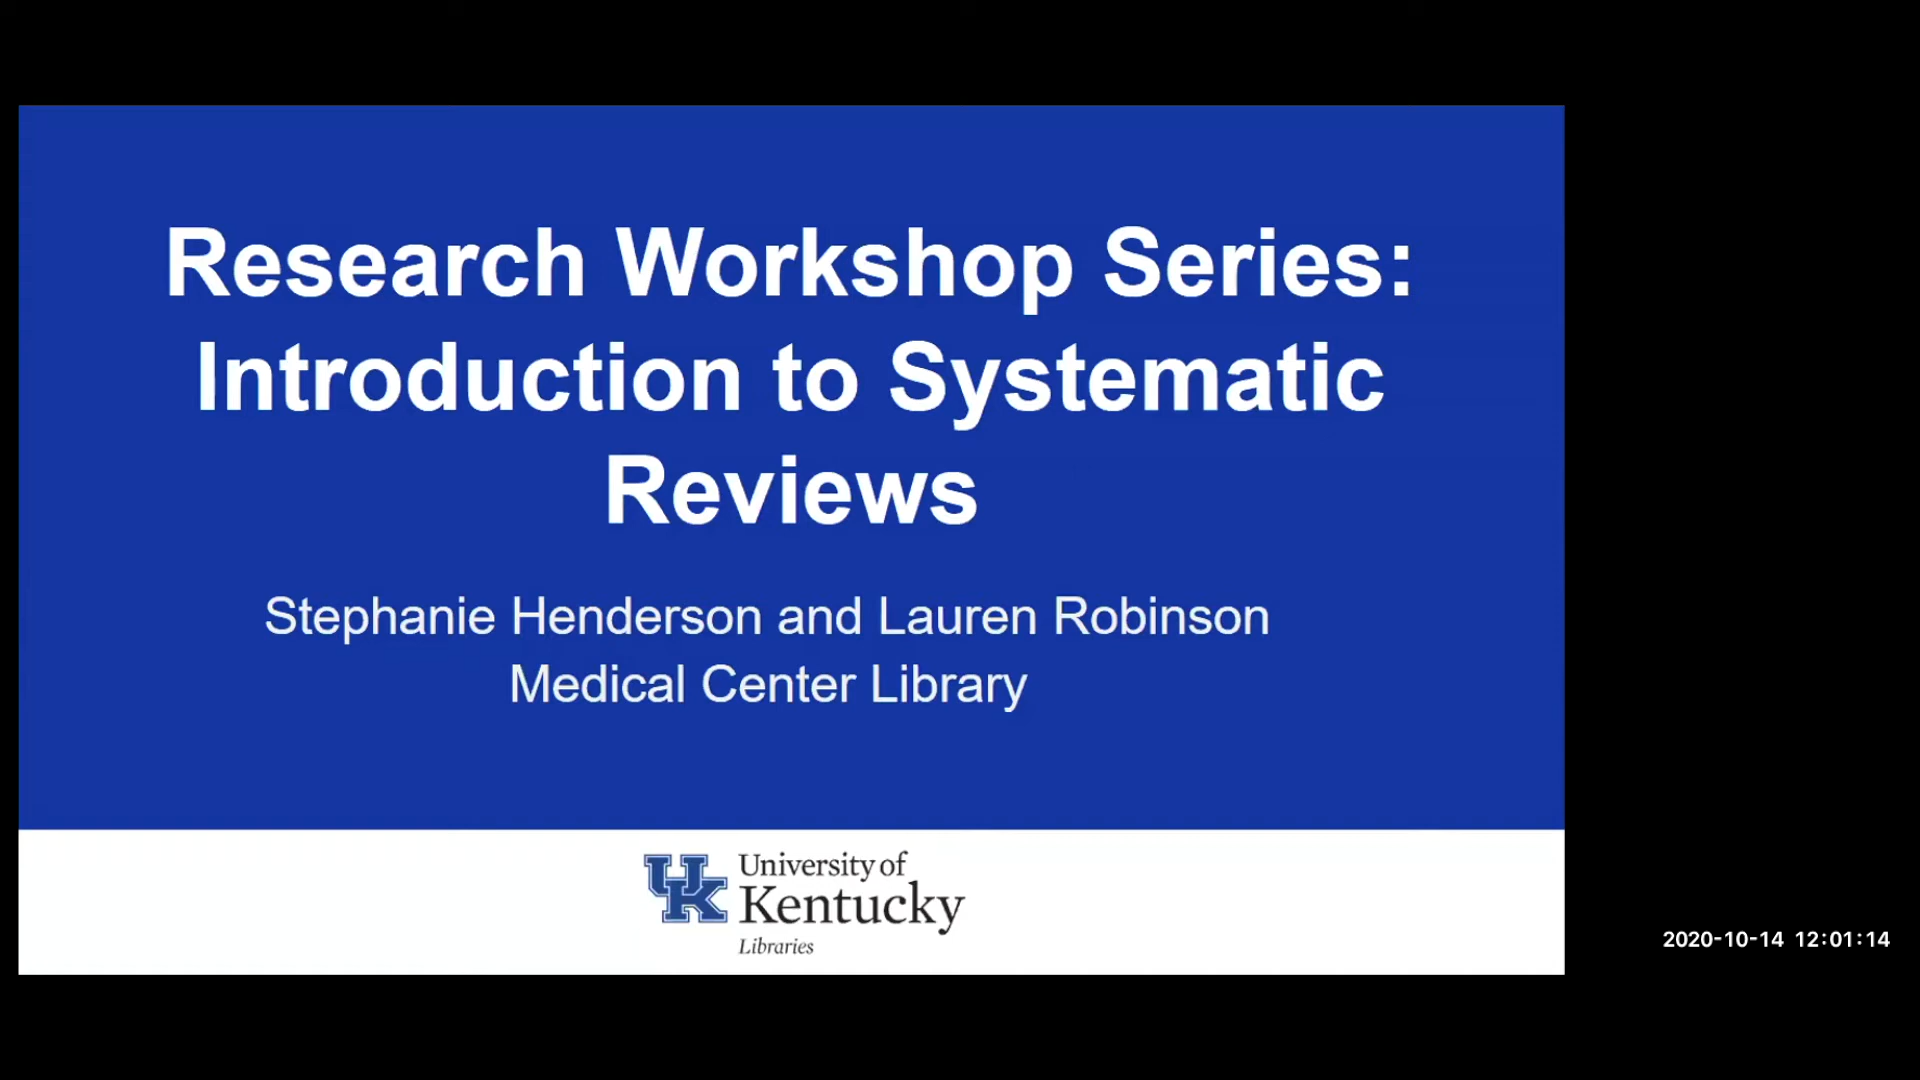 Research Workshop Series:
Introduction to Systematic
Reviews
Stephanie Henderson and Lauren Robinson
Medical Center Library
UK
University of
Kentucky
Libraries
2020-10-14 12:01:14